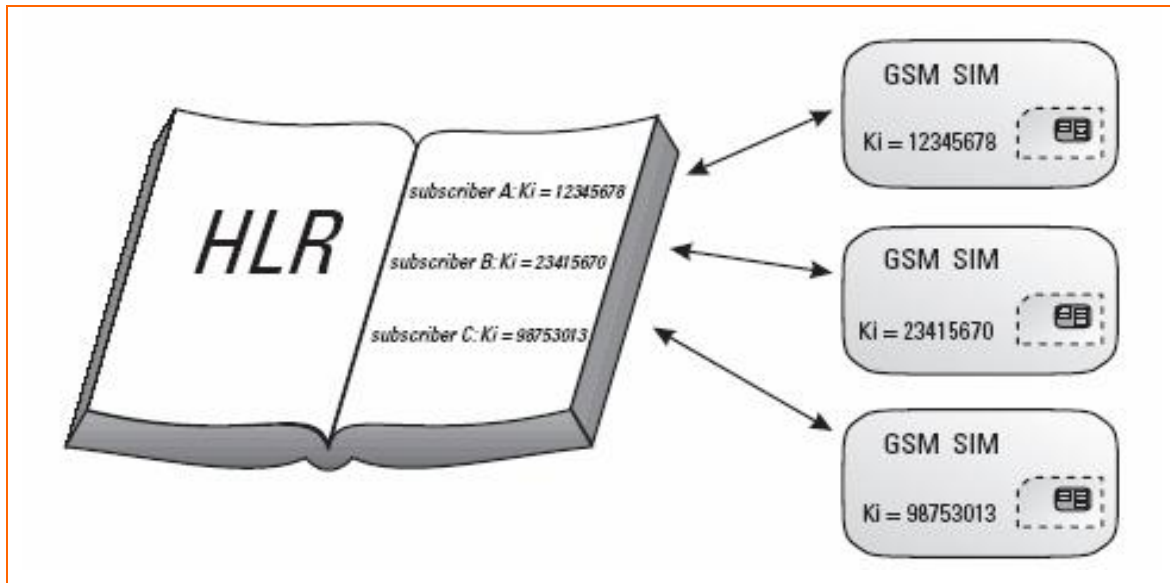 HLR
subscriber A: Ki = 12345678
subscriber B: Ki = 23415670
subscriber C: Ki = 98753013
GSM SIM
Ki = 12345678
GSM SIM
Ki = 23415670
GSM SIM
Ki = 98753013